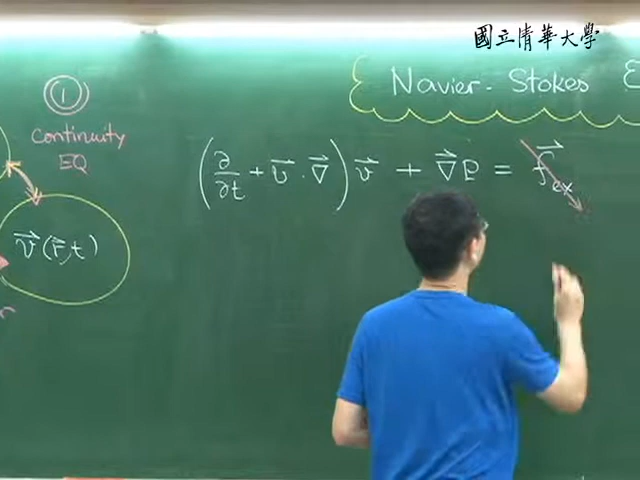 國立清華大學
Navier-Stokes E
①
Continuity
EQ
(∂/∂t + v⃗ · ∇⃗) v⃗ + ∇⃗P = f⃗ex
v⃗(r⃗,t)